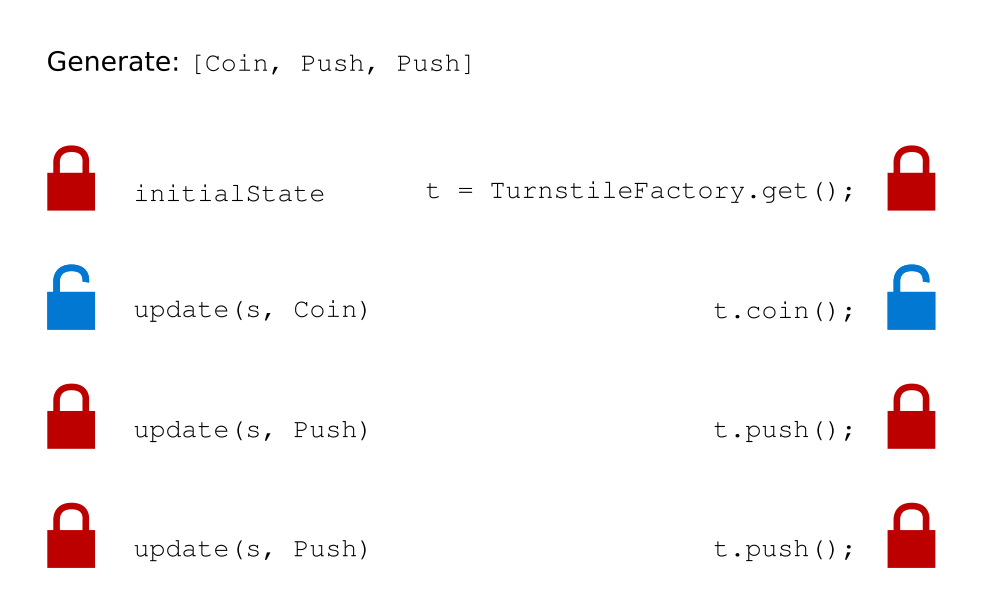 Generate: [Coin, Push, Push]
initialState t = TurnstileFactory.get();
update(s, Coin) t.coin();
update(s, Push) t.push();
update(s, Push) t.push();